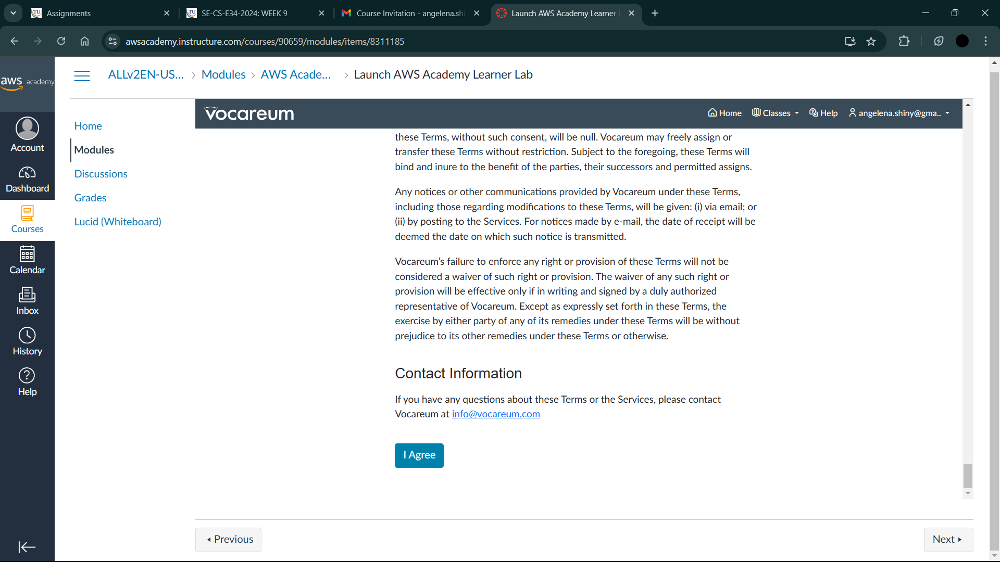 TU Assignments
TU SE-CS-E34-2024: WEEK 9
Course Invitation - angelena.shi
Launch AWS Academy Learner
awsacademy.instructure.com/courses/90659/modules/items/8311185
aws academy
Account
Dashboard
Courses
Calendar
Inbox
History
Help
ALLv2EN-US... > Modules > AWS Acade... > Launch AWS Academy Learner Lab
Home
Modules
Discussions
Grades
Lucid (Whiteboard)
vocareum
Home Classes Help angelena.shiny@gma..
these Terms, without such consent, will be null. Vocareum may freely assign or
transfer these Terms without restriction. Subject to the foregoing, these Terms will
bind and inure to the benefit of the parties, their successors and permitted assigns.
Any notices or other communications provided by Vocareum under these Terms,
including those regarding modifications to these Terms, will be given: (i) via email; or
(ii) by posting to the Services. For notices made by e-mail, the date of receipt will be
deemed the date on which such notice is transmitted.
Vocareum’s failure to enforce any right or provision of these Terms will not be
considered a waiver of such right or provision. The waiver of any such right or
provision will be effective only if in writing and signed by a duly authorized
representative of Vocareum. Except as expressly set forth in these Terms, the
exercise by either party of any of its remedies under these Terms will be without
prejudice to its other remedies under these Terms or otherwise.
Contact Information
If you have any questions about these Terms or the Services, please contact
Vocareum at info@vocareum.com
I Agree
Previous
Next